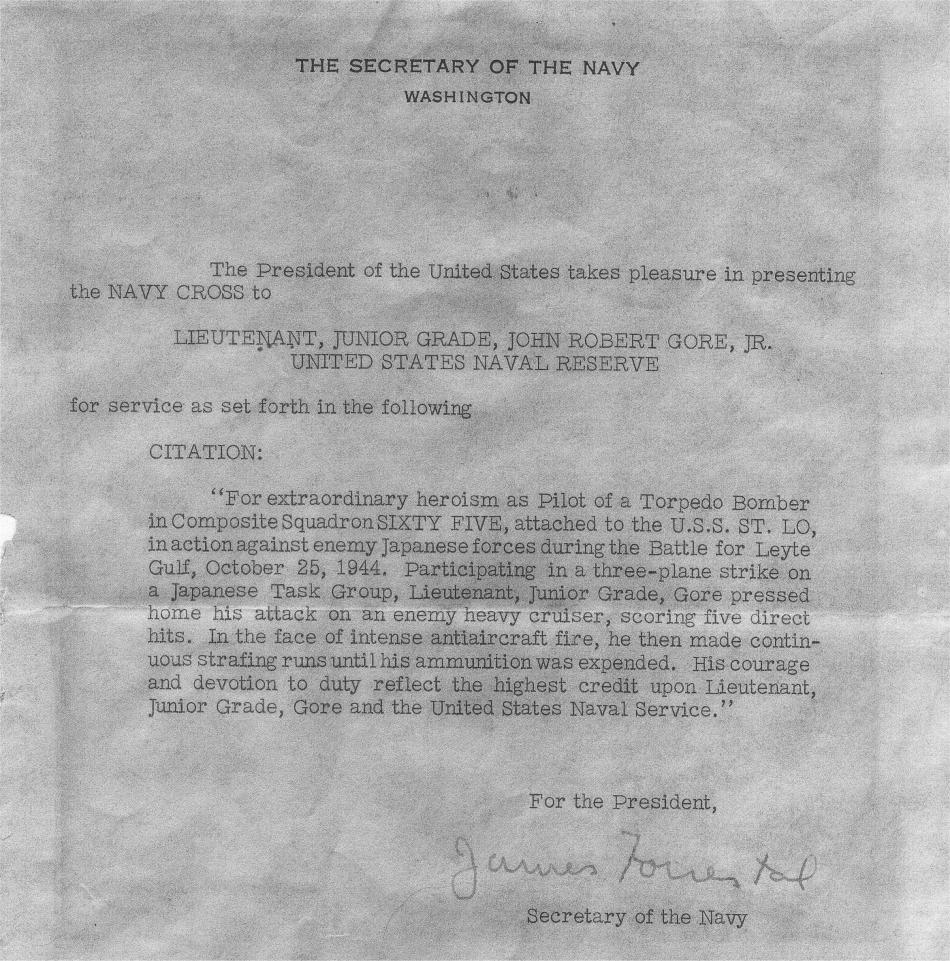 THE SECRETARY OF THE NAVY
WASHINGTON
The President of the United States takes pleasure in presenting
the NAVY CROSS to
LIEUTENANT, JUNIOR GRADE, JOHN ROBERT GORE, JR.
UNITED STATES NAVAL RESERVE
for service as set forth in the following
CITATION:
"For extraordinary heroism as Pilot of a Torpedo Bomber
in Composite Squadron SIXTY FIVE, attached to the U.S.S. ST. LO,
in action against enemy Japanese forces during the Battle for Leyte
Gulf, October 25, 1944. Participating in a three-plane strike on
a Japanese Task Group, Lieutenant, Junior Grade, Gore pressed
home his attack on an enemy heavy cruiser, scoring five direct
hits. In the face of intense antiaircraft fire, he then made contin-
uous strafing runs until his ammunition was expended. His courage
and devotion to duty reflect the highest credit upon Lieutenant,
Junior Grade, Gore and the United States Naval Service."
For the President,
James Forrestal
Secretary of the Navy